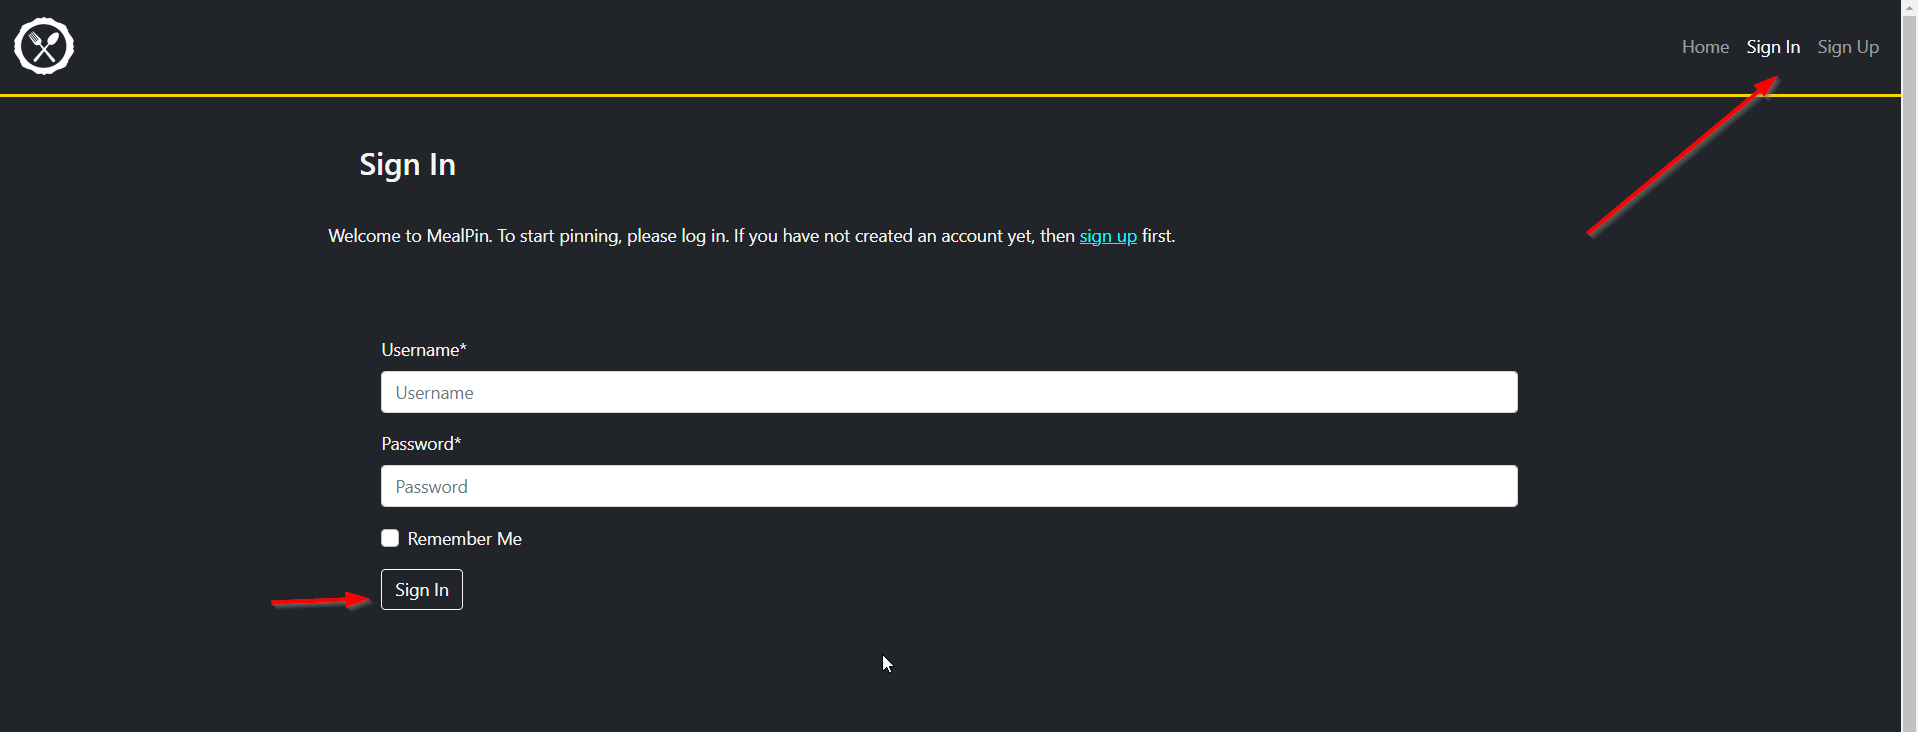 Home Sign In Sign Up
Sign In
Welcome to MealPin. To start pinning, please log in. If you have not created an account yet, then sign up first.
Username*
Username
Password*
Password
Remember Me
Sign In